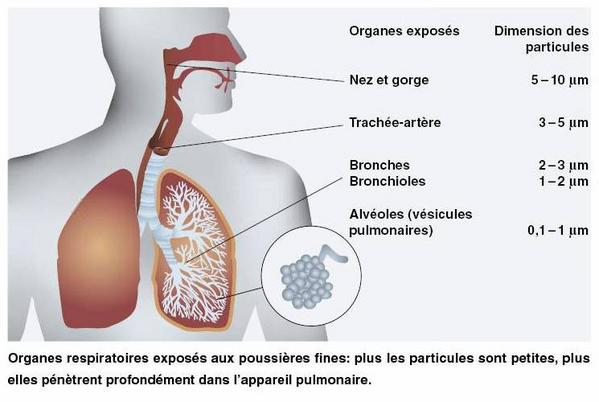 Organes exposés Dimension des
particules
Nez et gorge 5 – 10 µm
Trachée-artère 3 – 5 µm
Bronches 2 – 3 µm
Bronchioles 1 – 2 µm
Alvéoles (vésicules
pulmonaires) 0,1 – 1 µm
Organes respiratoires exposés aux poussières fines: plus les particules sont petites, plus
elles pénètrent profondément dans l'appareil pulmonaire.